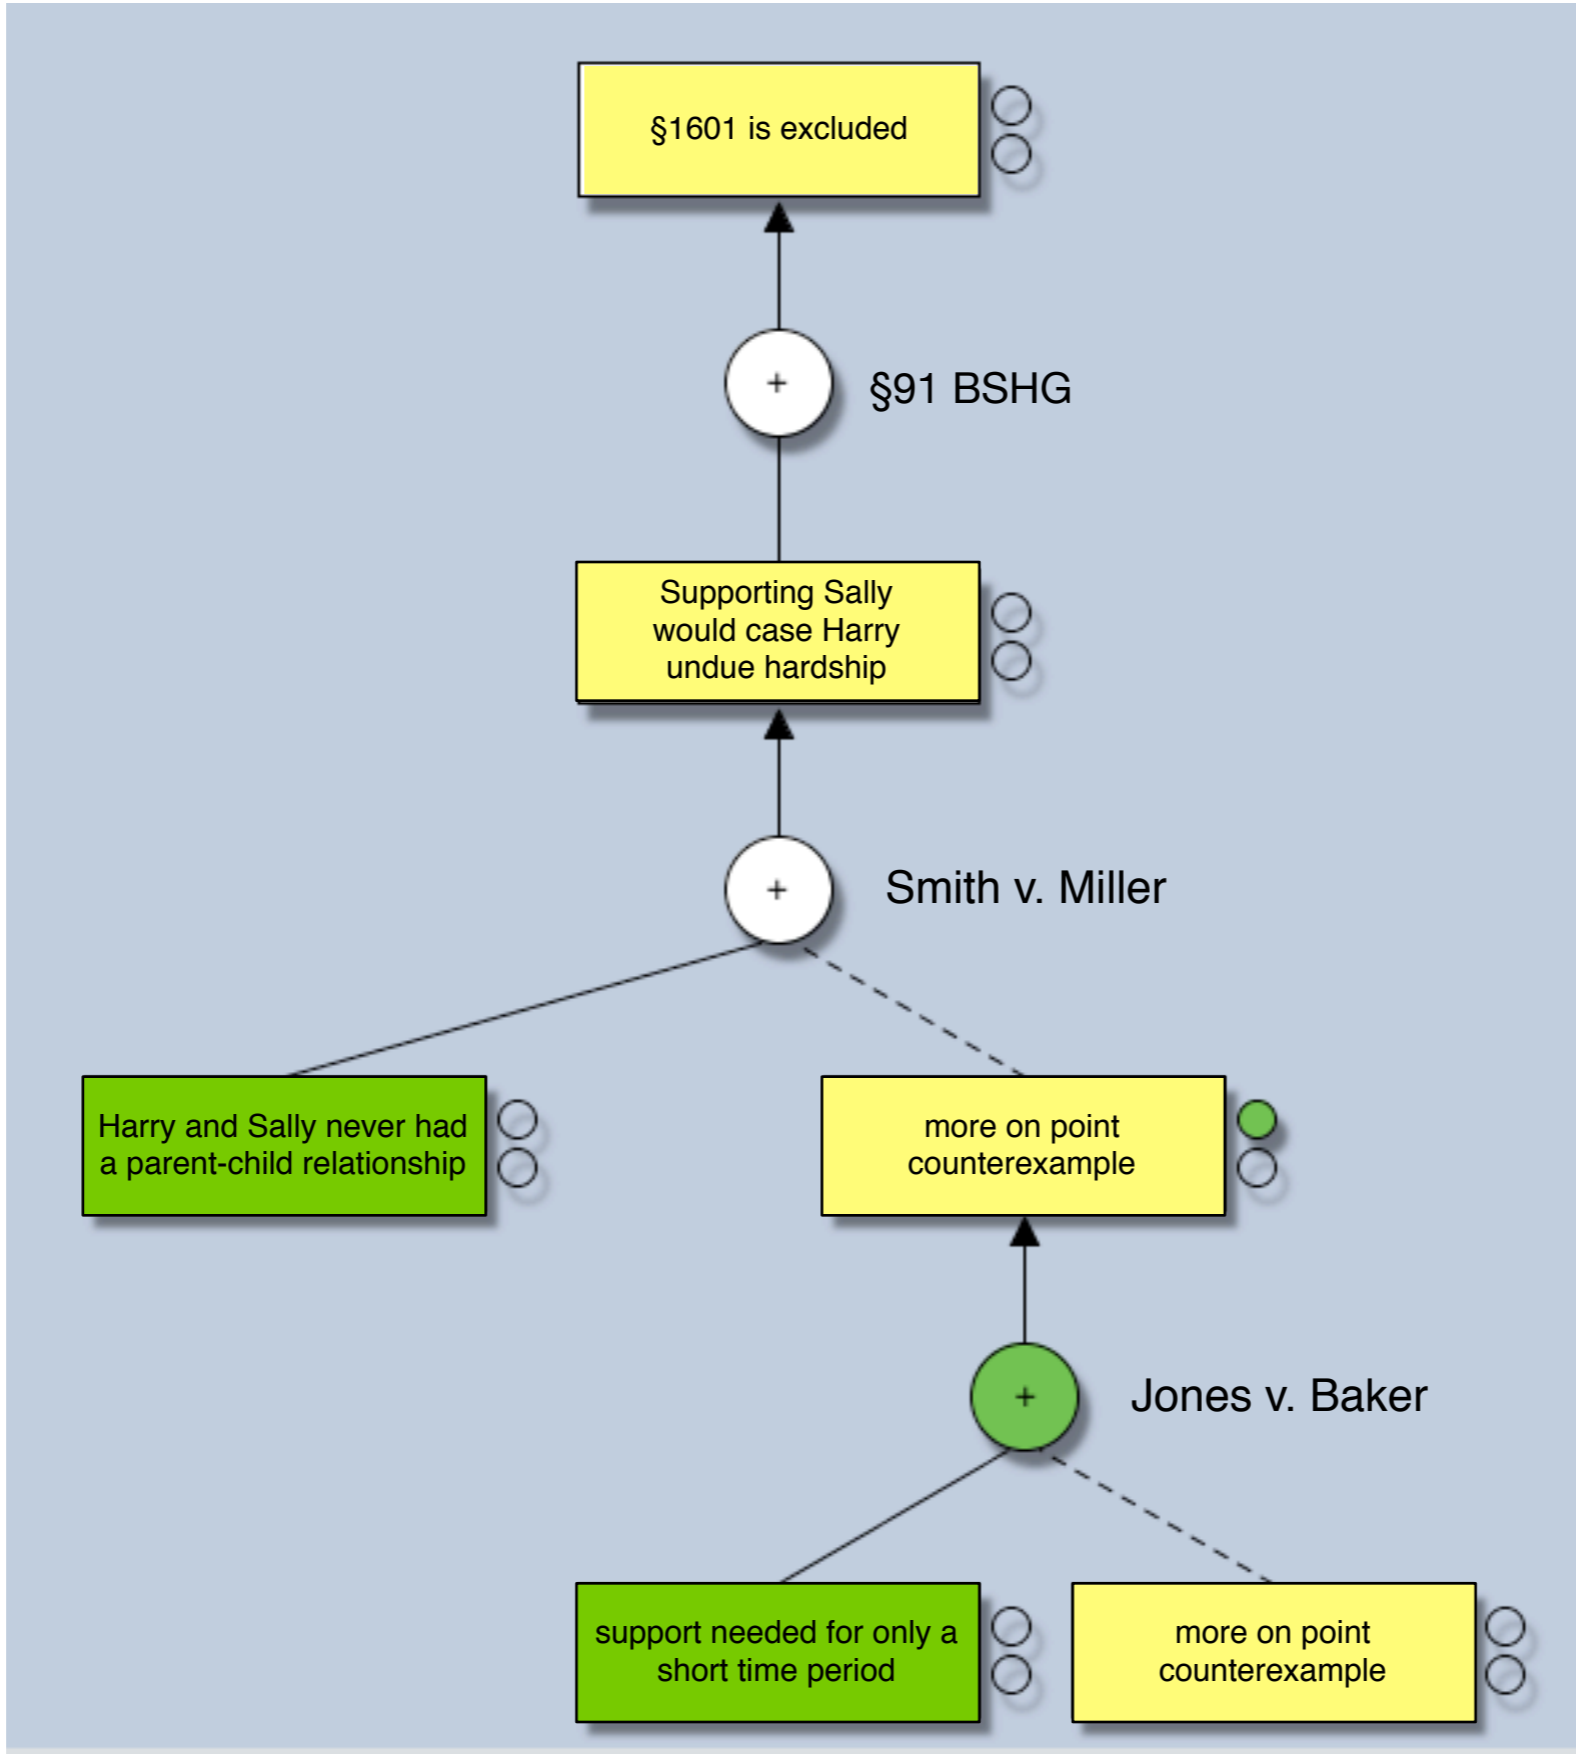 §1601 is excluded
+
§91 BSHG
Supporting Sally
would case Harry
undue hardship
+
Smith v. Miller
Harry and Sally never had
a parent-child relationship
more on point
counterexample
+
Jones v. Baker
support needed for only a
short time period
more on point
counterexample